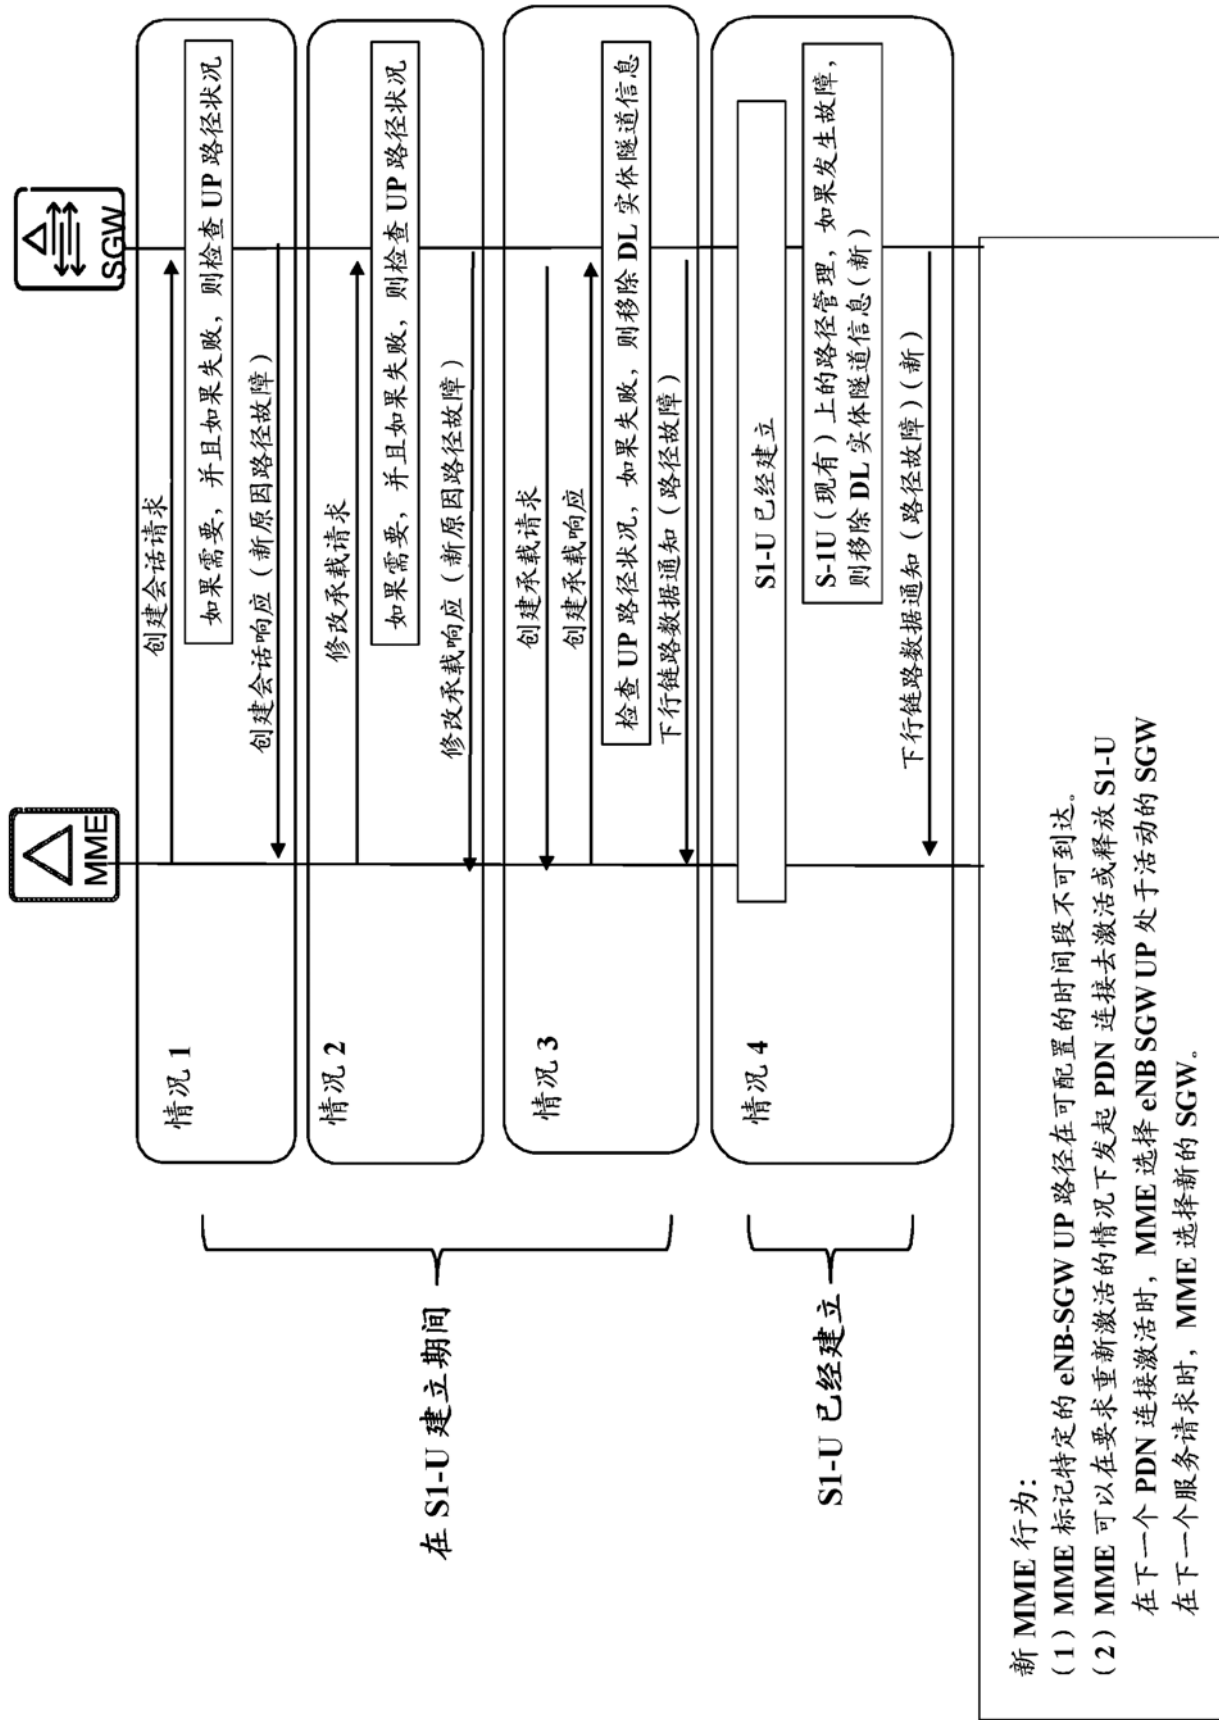 MME
SGW
在 S1-U 建立期间
情况 1
创建会话请求
如果需要，并且如果失败，则检查 UP 路径状况
创建会话响应（新原因路径故障）
情况 2
修改承载请求
如果需要，并且如果失败，则检查 UP 路径状况
修改承载响应（新原因路径故障）
情况 3
创建承载请求
创建承载响应
检查 UP 路径状况，如果失败，则移除 DL 实体隧道信息
下行链路数据通知（路径故障）
S1-U 已经建立
情况 4
S1-U 已经建立
S-1U（现有）上的路径管理，如果发生故障，
则移除 DL 实体隧道信息（新）
下行链路数据通知（路径故障）（新）
新 MME 行为：
（1）MME 标记特定的 eNB-SGW UP 路径在可配置的时间段不可到达。
（2）MME 可以在要求重新激活的情况下发起 PDN 连接去激活或释放 S1-U
在下一个 PDN 连接激活时，MME 选择 eNB SGW UP 处于活动的 SGW
在下一个服务请求时，MME 选择新的 SGW。